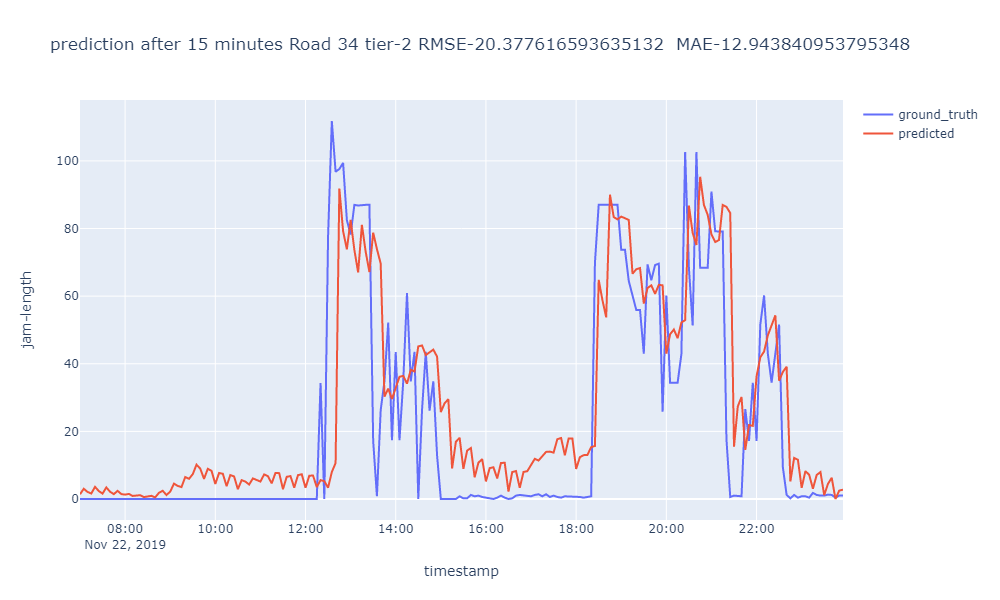 prediction after 15 minutes Road 34 tier-2 RMSE-20.377616593635132  MAE-12.943840953795348
ground_truth
predicted
100
80
60
40
20
0
jam-length
08:00 10:00 12:00 14:00 16:00 18:00 20:00 22:00
Nov 22, 2019
timestamp